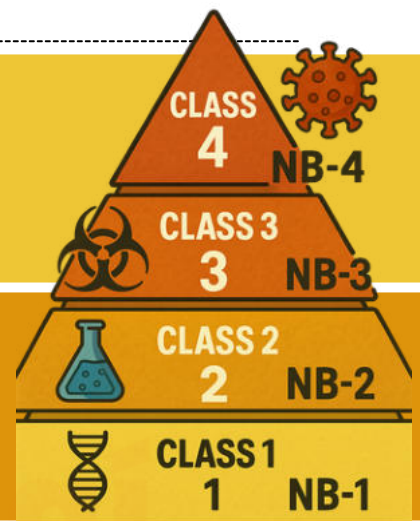 CLASS
4
NB-4
CLASS 3
3
NB-3
CLASS 2
2
NB-2
CLASS 1
1
NB-1